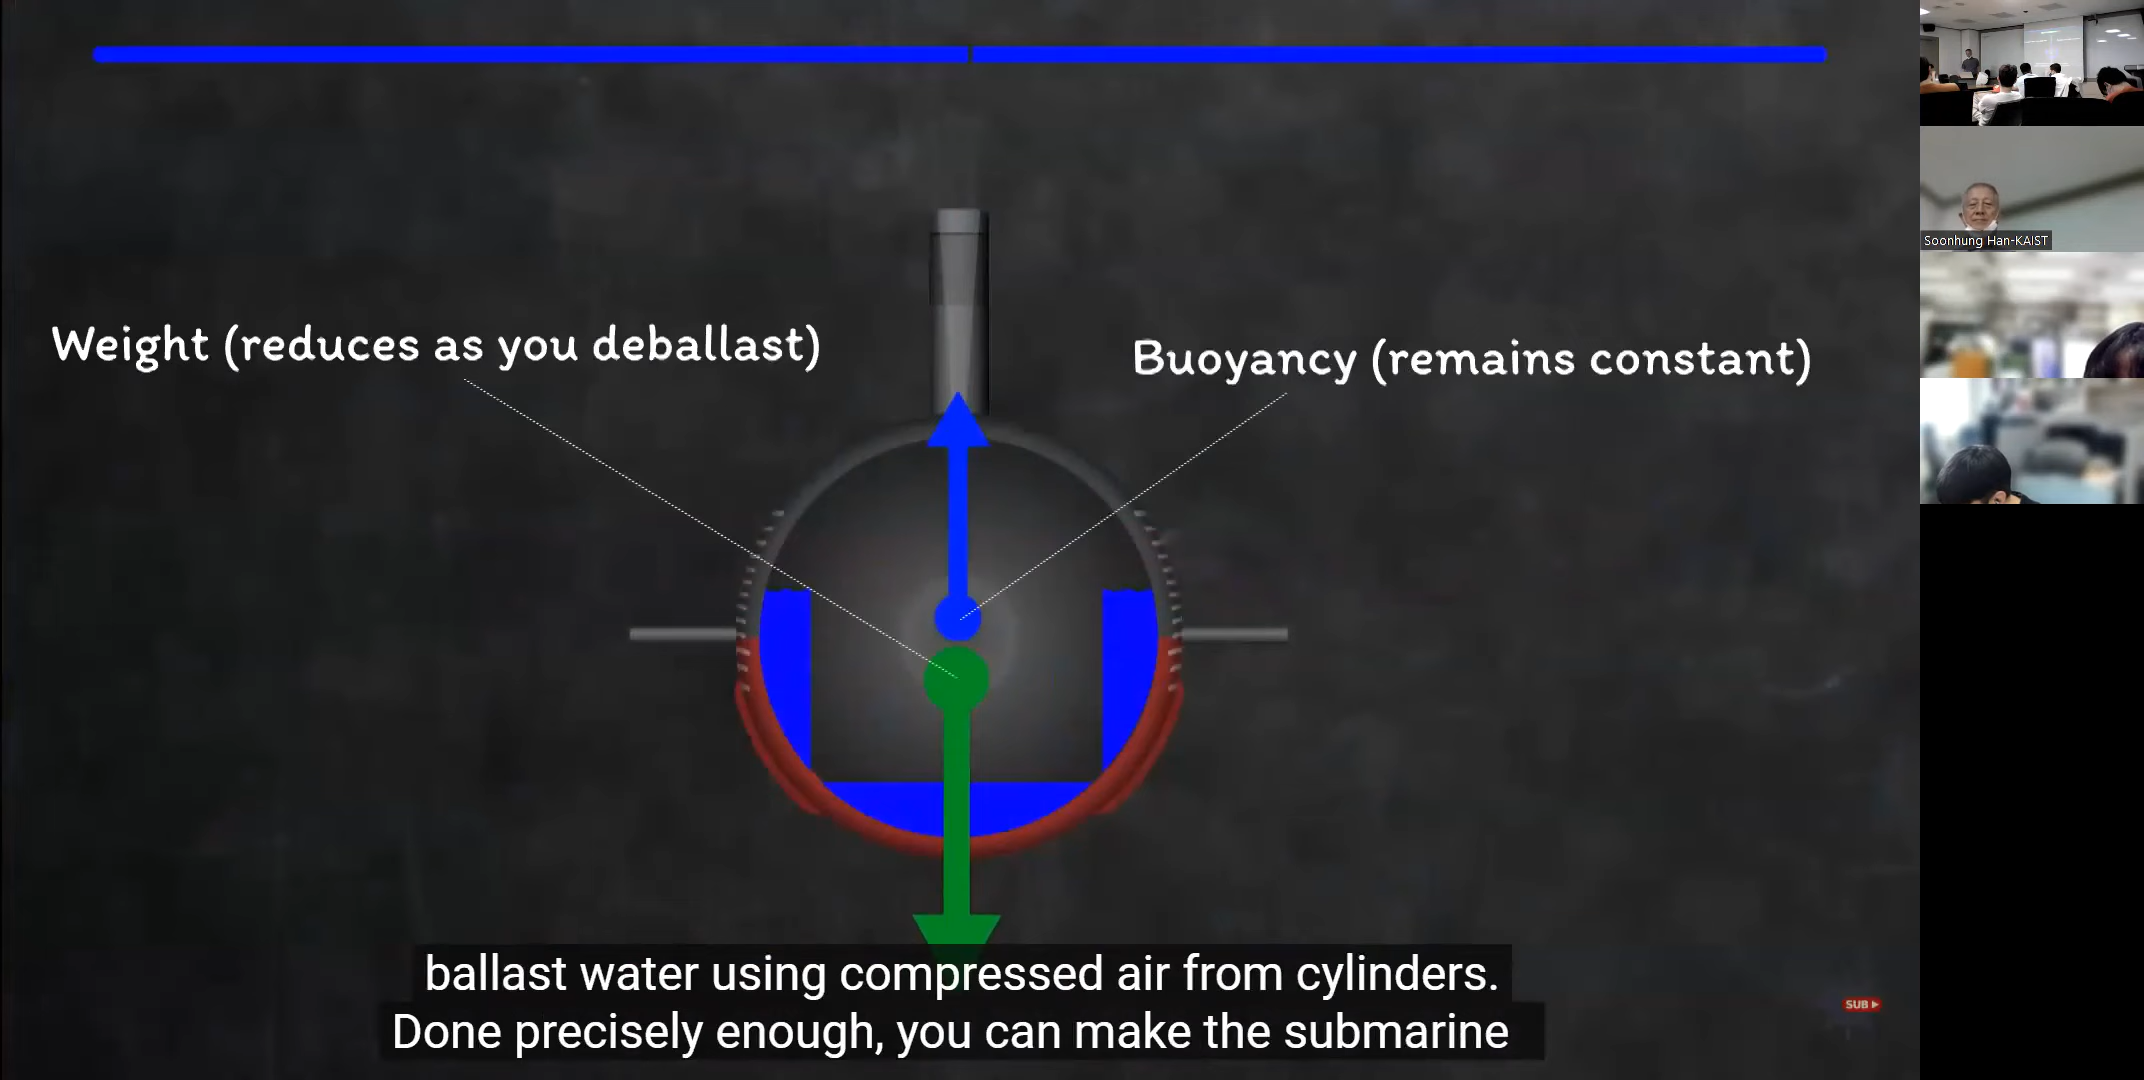 Weight (reduces as you deballast)
Buoyancy (remains constant)
ballast water using compressed air from cylinders.
Done precisely enough, you can make the submarine
SUB
Soonhung Han-KAIST